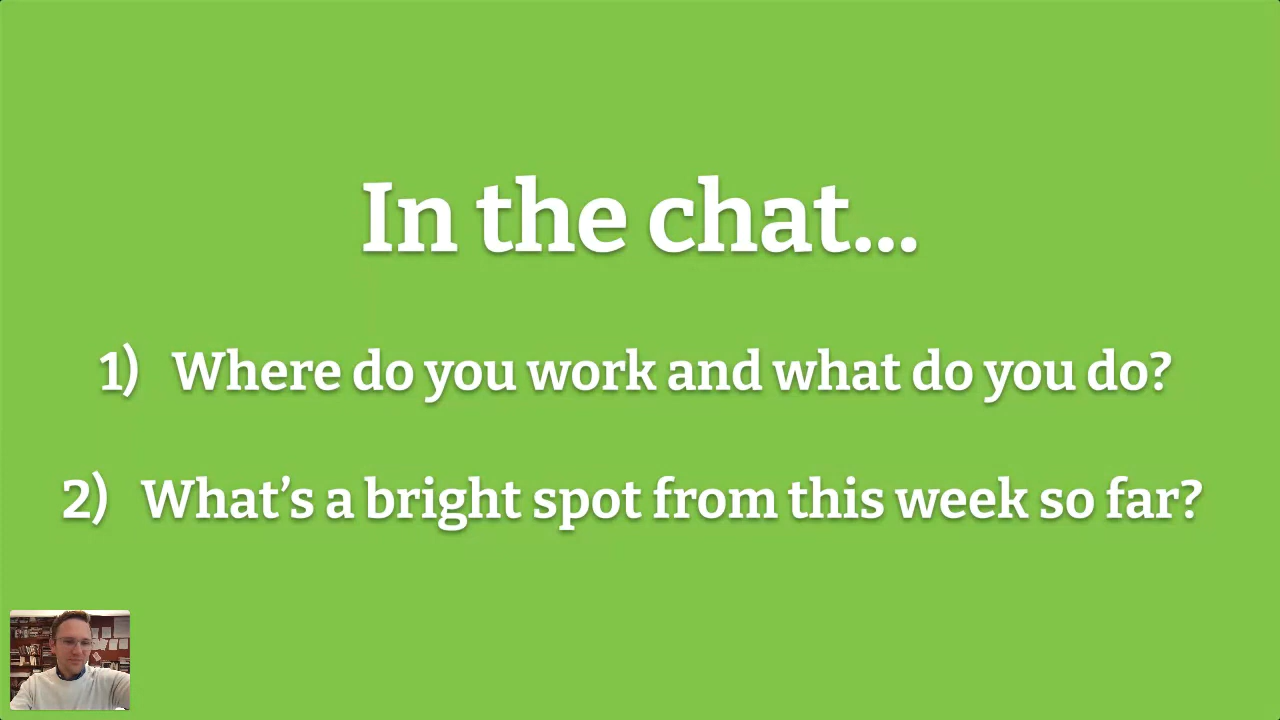 In the chat...
1) Where do you work and what do you do?
2) What’s a bright spot from this week so far?